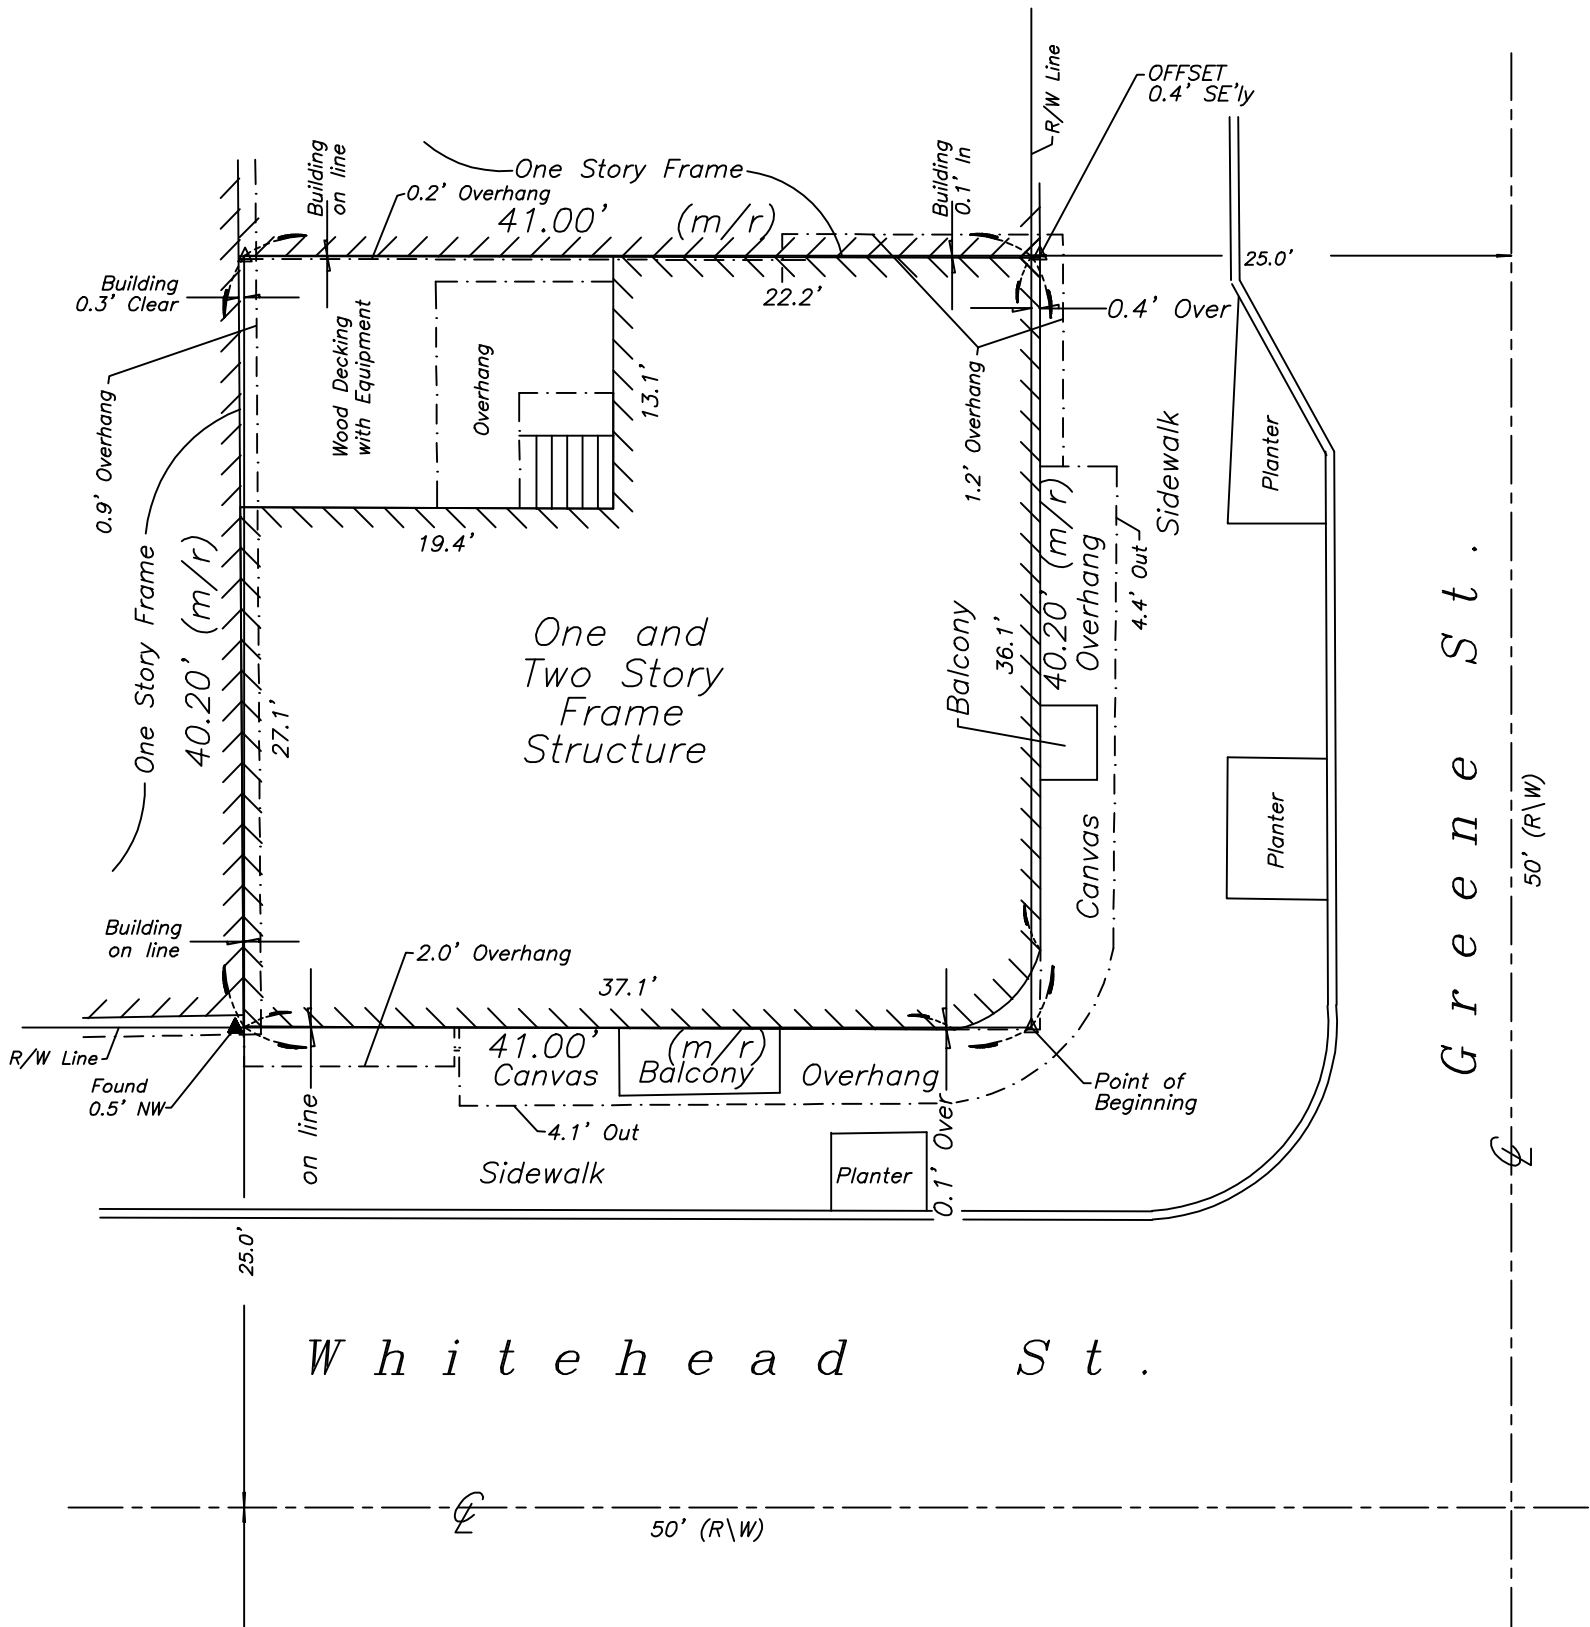 R/W Line
OFFSET
0.4' SE'ly
Building
on line
One Story Frame
0.2' Overhang
41.00' (m/r)
Building
0.1' In
25.0'
Building
0.3' Clear
22.2'
0.4' Over
Wood Decking
with Equipment
Overhang
13.1'
0.9' Overhang
1.2' Overhang
Sidewalk
Planter
19.4'
One Story Frame
40.20' (m/r)
27.1'
One and
Two Story
Frame
Structure
Balcony
36.1'
40.20' (m/r)
Canvas Overhang
4.4' Out
Planter
Greene St.
50' (R\W)
Building
on line
2.0' Overhang
37.1'
R/W Line
Found
0.5' NW
on line
41.00' (m/r)
Canvas Balcony Overhang
4.1' Out
0.1' Over
Point of
Beginning
Sidewalk
Planter
℄
25.0'
Whitehead St.
℄
50' (R\W)